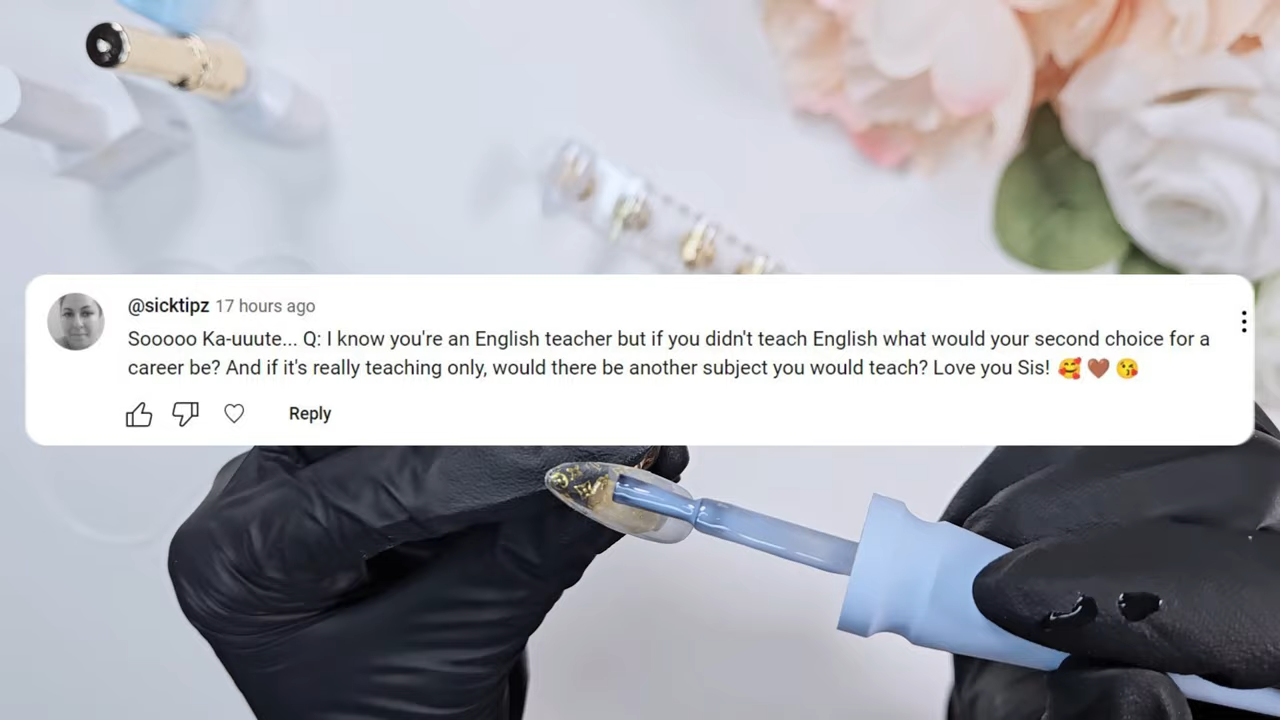 @sicktipz 17 hours ago
Sooooo Ka-uuute... Q: I know you're an English teacher but if you didn't teach English what would your second choice for a
career be? And if it's really teaching only, would there be another subject you would teach? Love you Sis! 🥰 🤎 😘
Reply